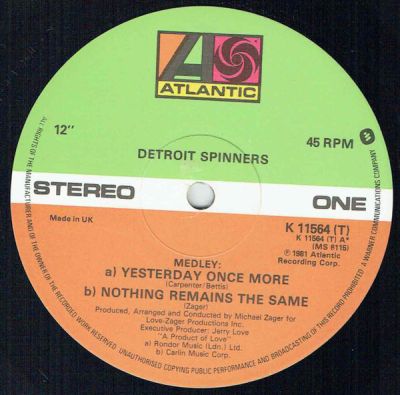 ATLANTIC
12"
45 RPM
DETROIT SPINNERS
STEREO
ONE
Made in UK
K 11564 (T)
K 11564 (T) A*
(MS 8116)
℗ 1981 Atlantic
Recording Corp.
MEDLEY:
a) YESTERDAY ONCE MORE
(Carpenter/Bettis)
b) NOTHING REMAINS THE SAME
(Zager)
Produced, Arranged and Conducted by Michael Zager for
Love-Zager Productions Inc.
Executive Producer: Jerry Love
"A Product of Love"
a) Rondor Music (Ldn.) Ltd.
b) Carlin Music Corp.
ALL RIGHTS OF THE MANUFACTURER AND OF THE OWNER OF THE RECORDED WORK RESERVED UNAUTHORISED COPYING PUBLIC PERFORMANCE AND BROADCASTING OF THIS RECORD PROHIBITED A WARNER COMMUNICATIONS COMPANY